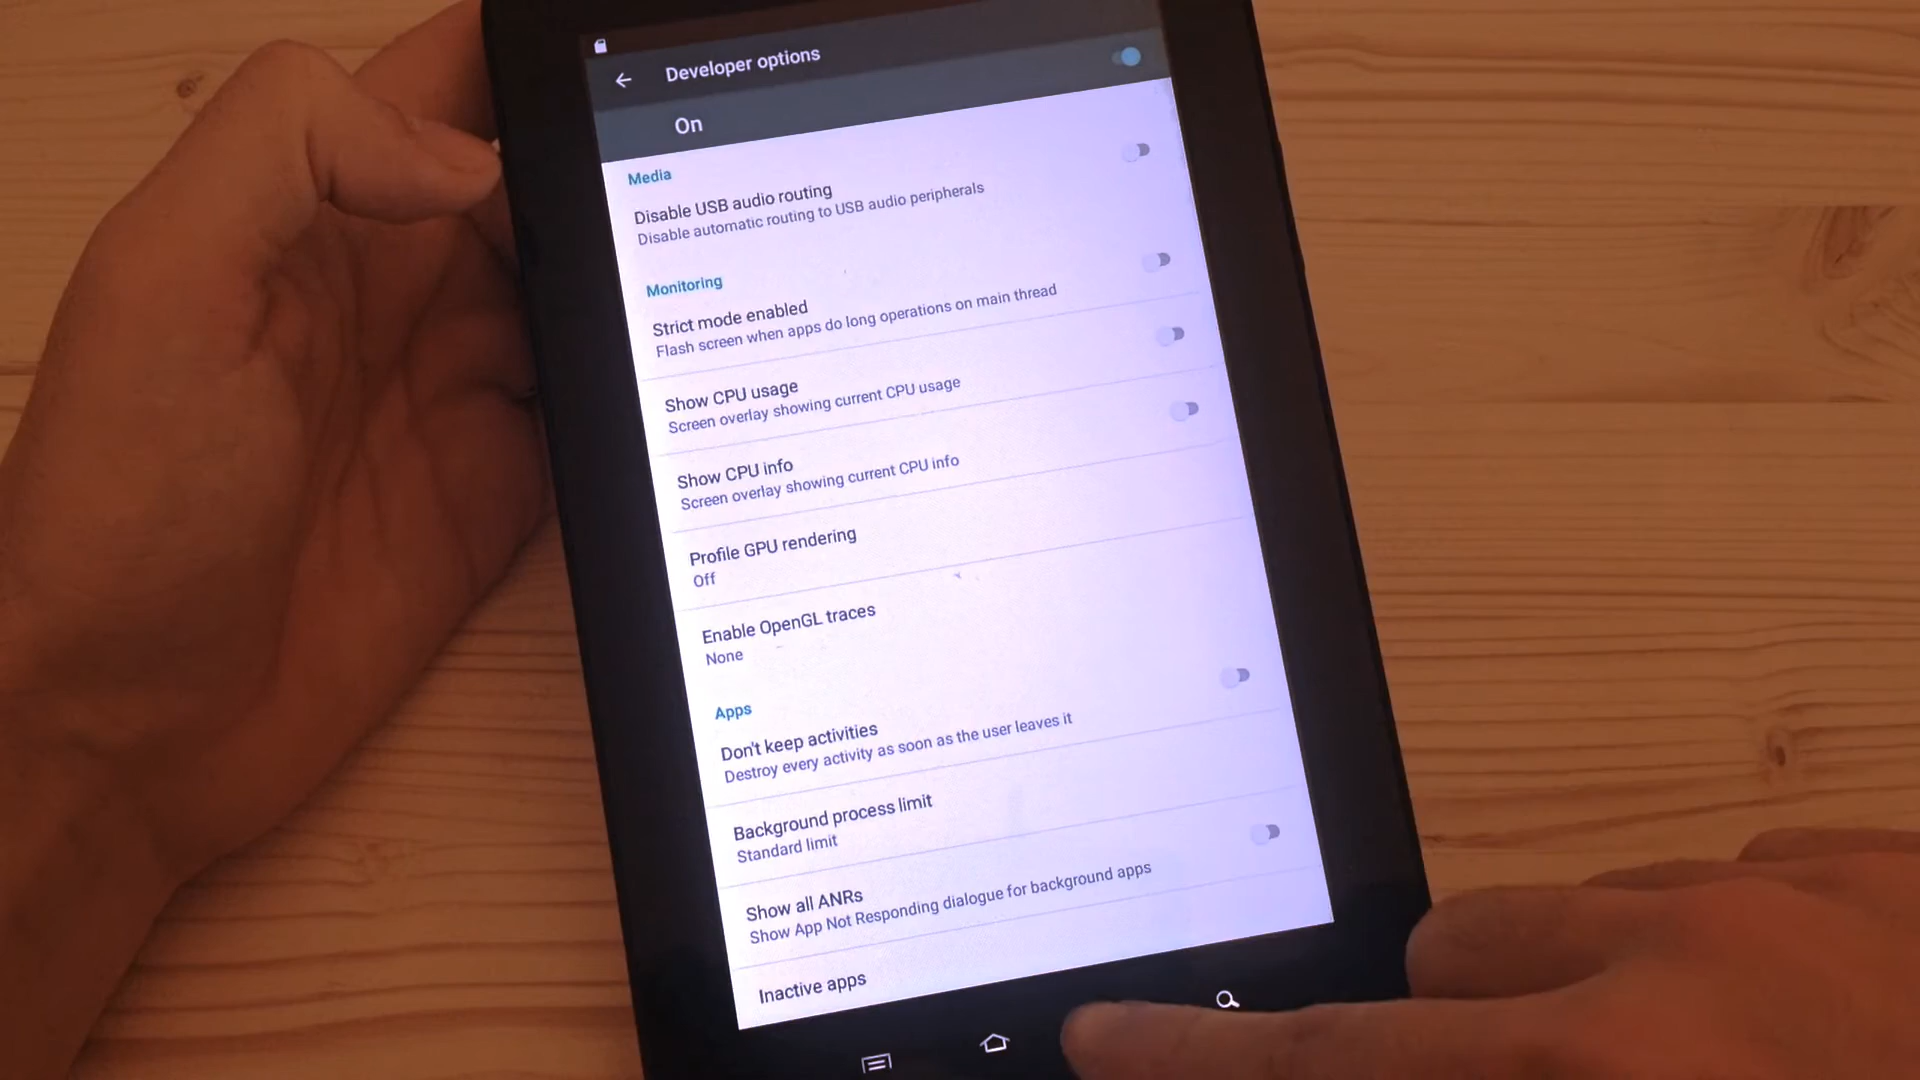 Developer options
On
Media
Disable USB audio routing
Disable automatic routing to USB audio peripherals
Monitoring
Strict mode enabled
Flash screen when apps do long operations on main thread
Show CPU usage
Screen overlay showing current CPU usage
Show CPU info
Screen overlay showing current CPU info
Profile GPU rendering
Off
Enable OpenGL traces
None
Apps
Don't keep activities
Destroy every activity as soon as the user leaves it
Background process limit
Standard limit
Show all ANRs
Show App Not Responding dialogue for background apps
Inactive apps